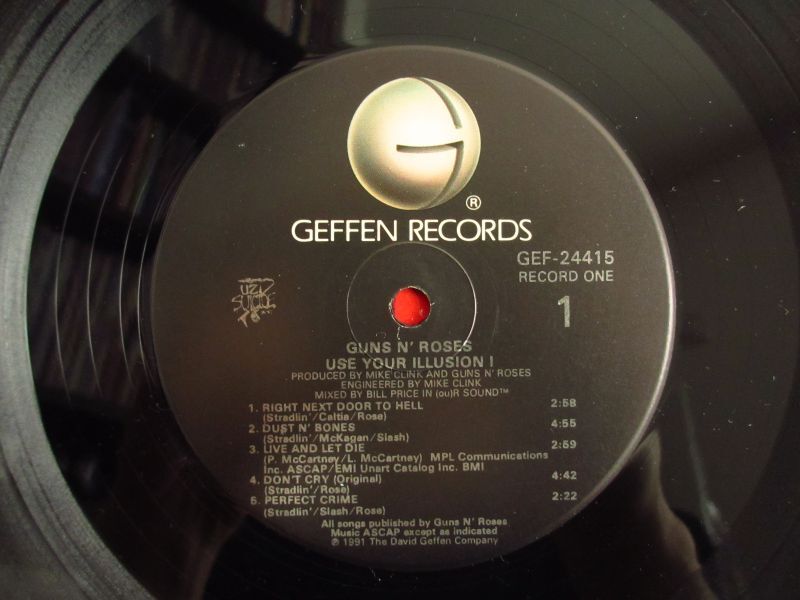 ®
GEFFEN RECORDS
GEF-24415
RECORD ONE
1
UZI
SUICIDE
GUNS N' ROSES
USE YOUR ILLUSION I
PRODUCED BY MIKE CLINK AND GUNS N' ROSES
ENGINEERED BY MIKE CLINK
MIXED BY BILL PRICE IN (ou)R SOUND™
1. RIGHT NEXT DOOR TO HELL 2:58
(Stradlin'/Caltia/Rose)
2. DUST N' BONES 4:55
(Stradlin'/McKagan/Slash)
3. LIVE AND LET DIE 2:59
(P. McCartney/L. McCartney) MPL Communications
Inc. ASCAP/EMI Unart Catalog Inc. BMI
4. DON'T CRY (Original) 4:42
(Stradlin'/Rose)
5. PERFECT CRIME 2:22
(Stradlin'/Slash/Rose)
All songs published by Guns N' Roses
Music ASCAP except as indicated
℗ 1991 The David Geffen Company